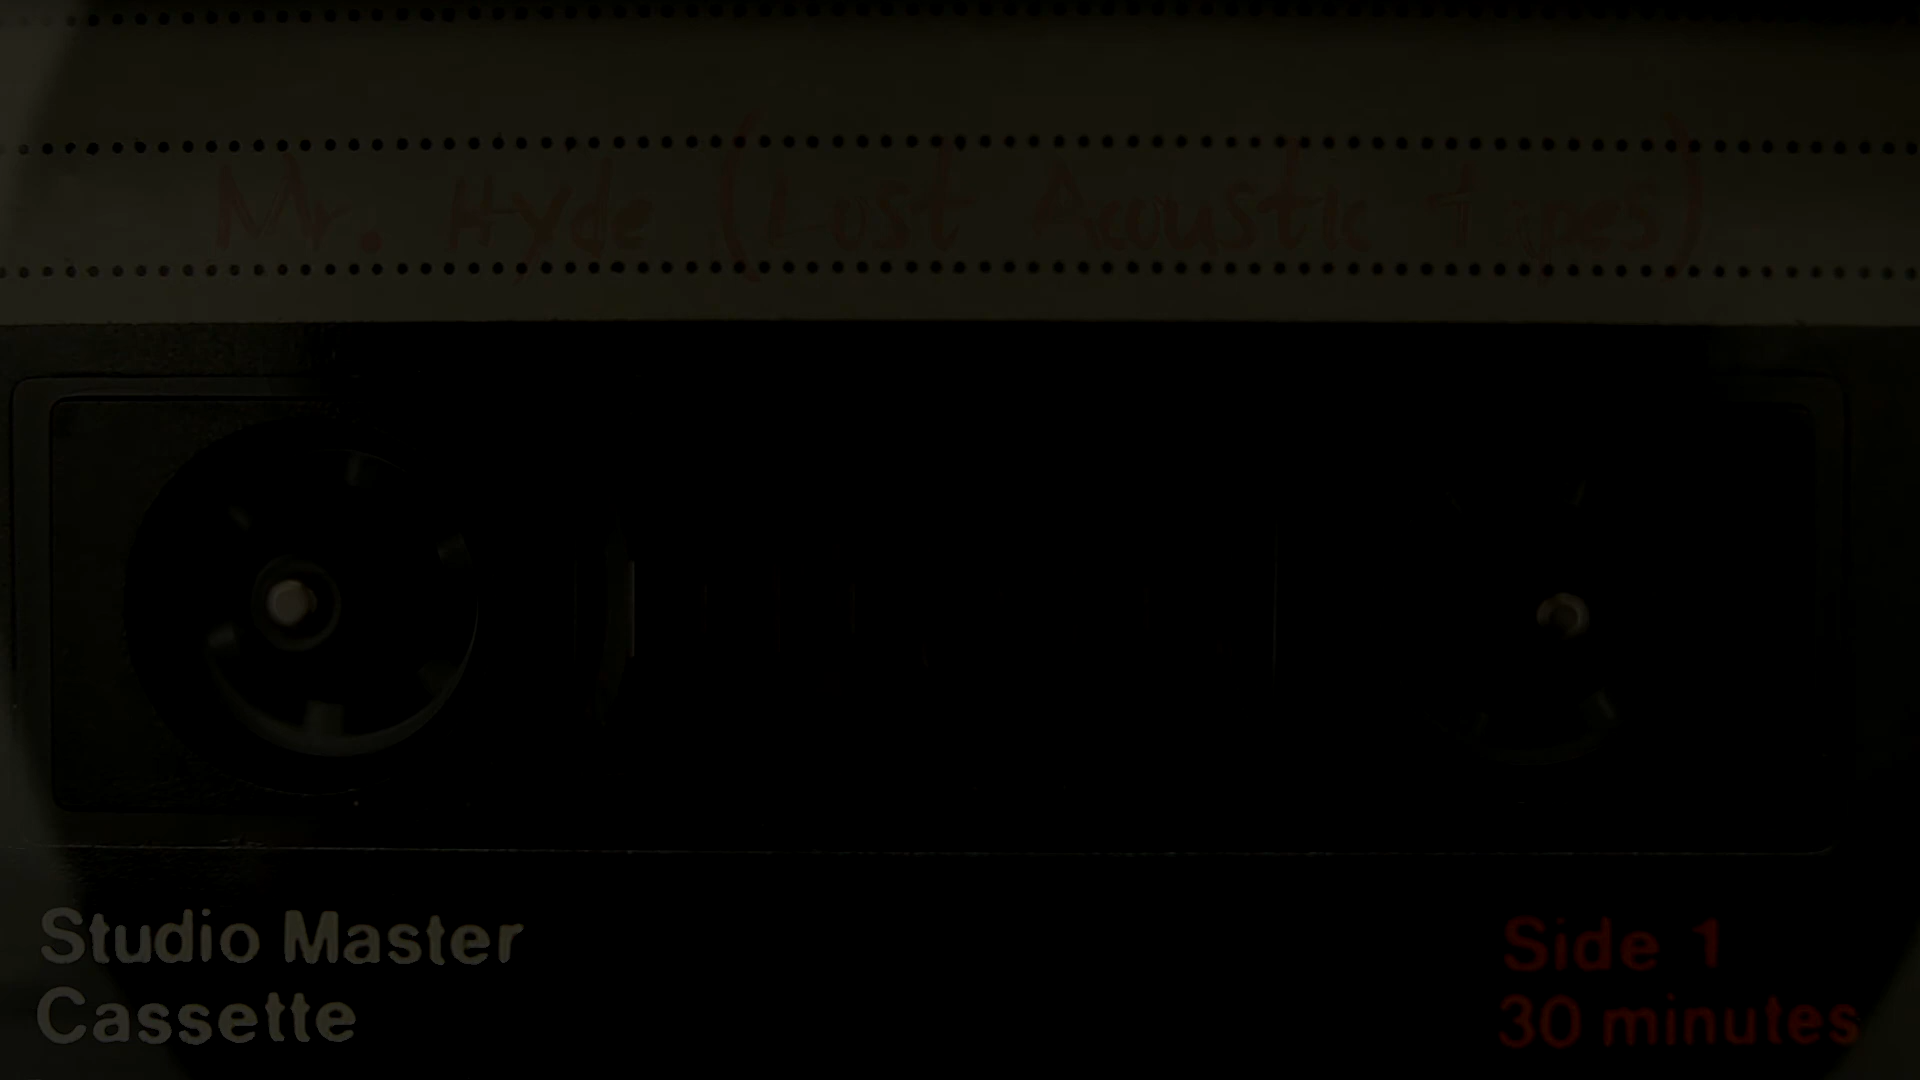 Mr. Hyde (Lost Acoustic Tapes)
Studio Master
Cassette
Side 1
30 minutes